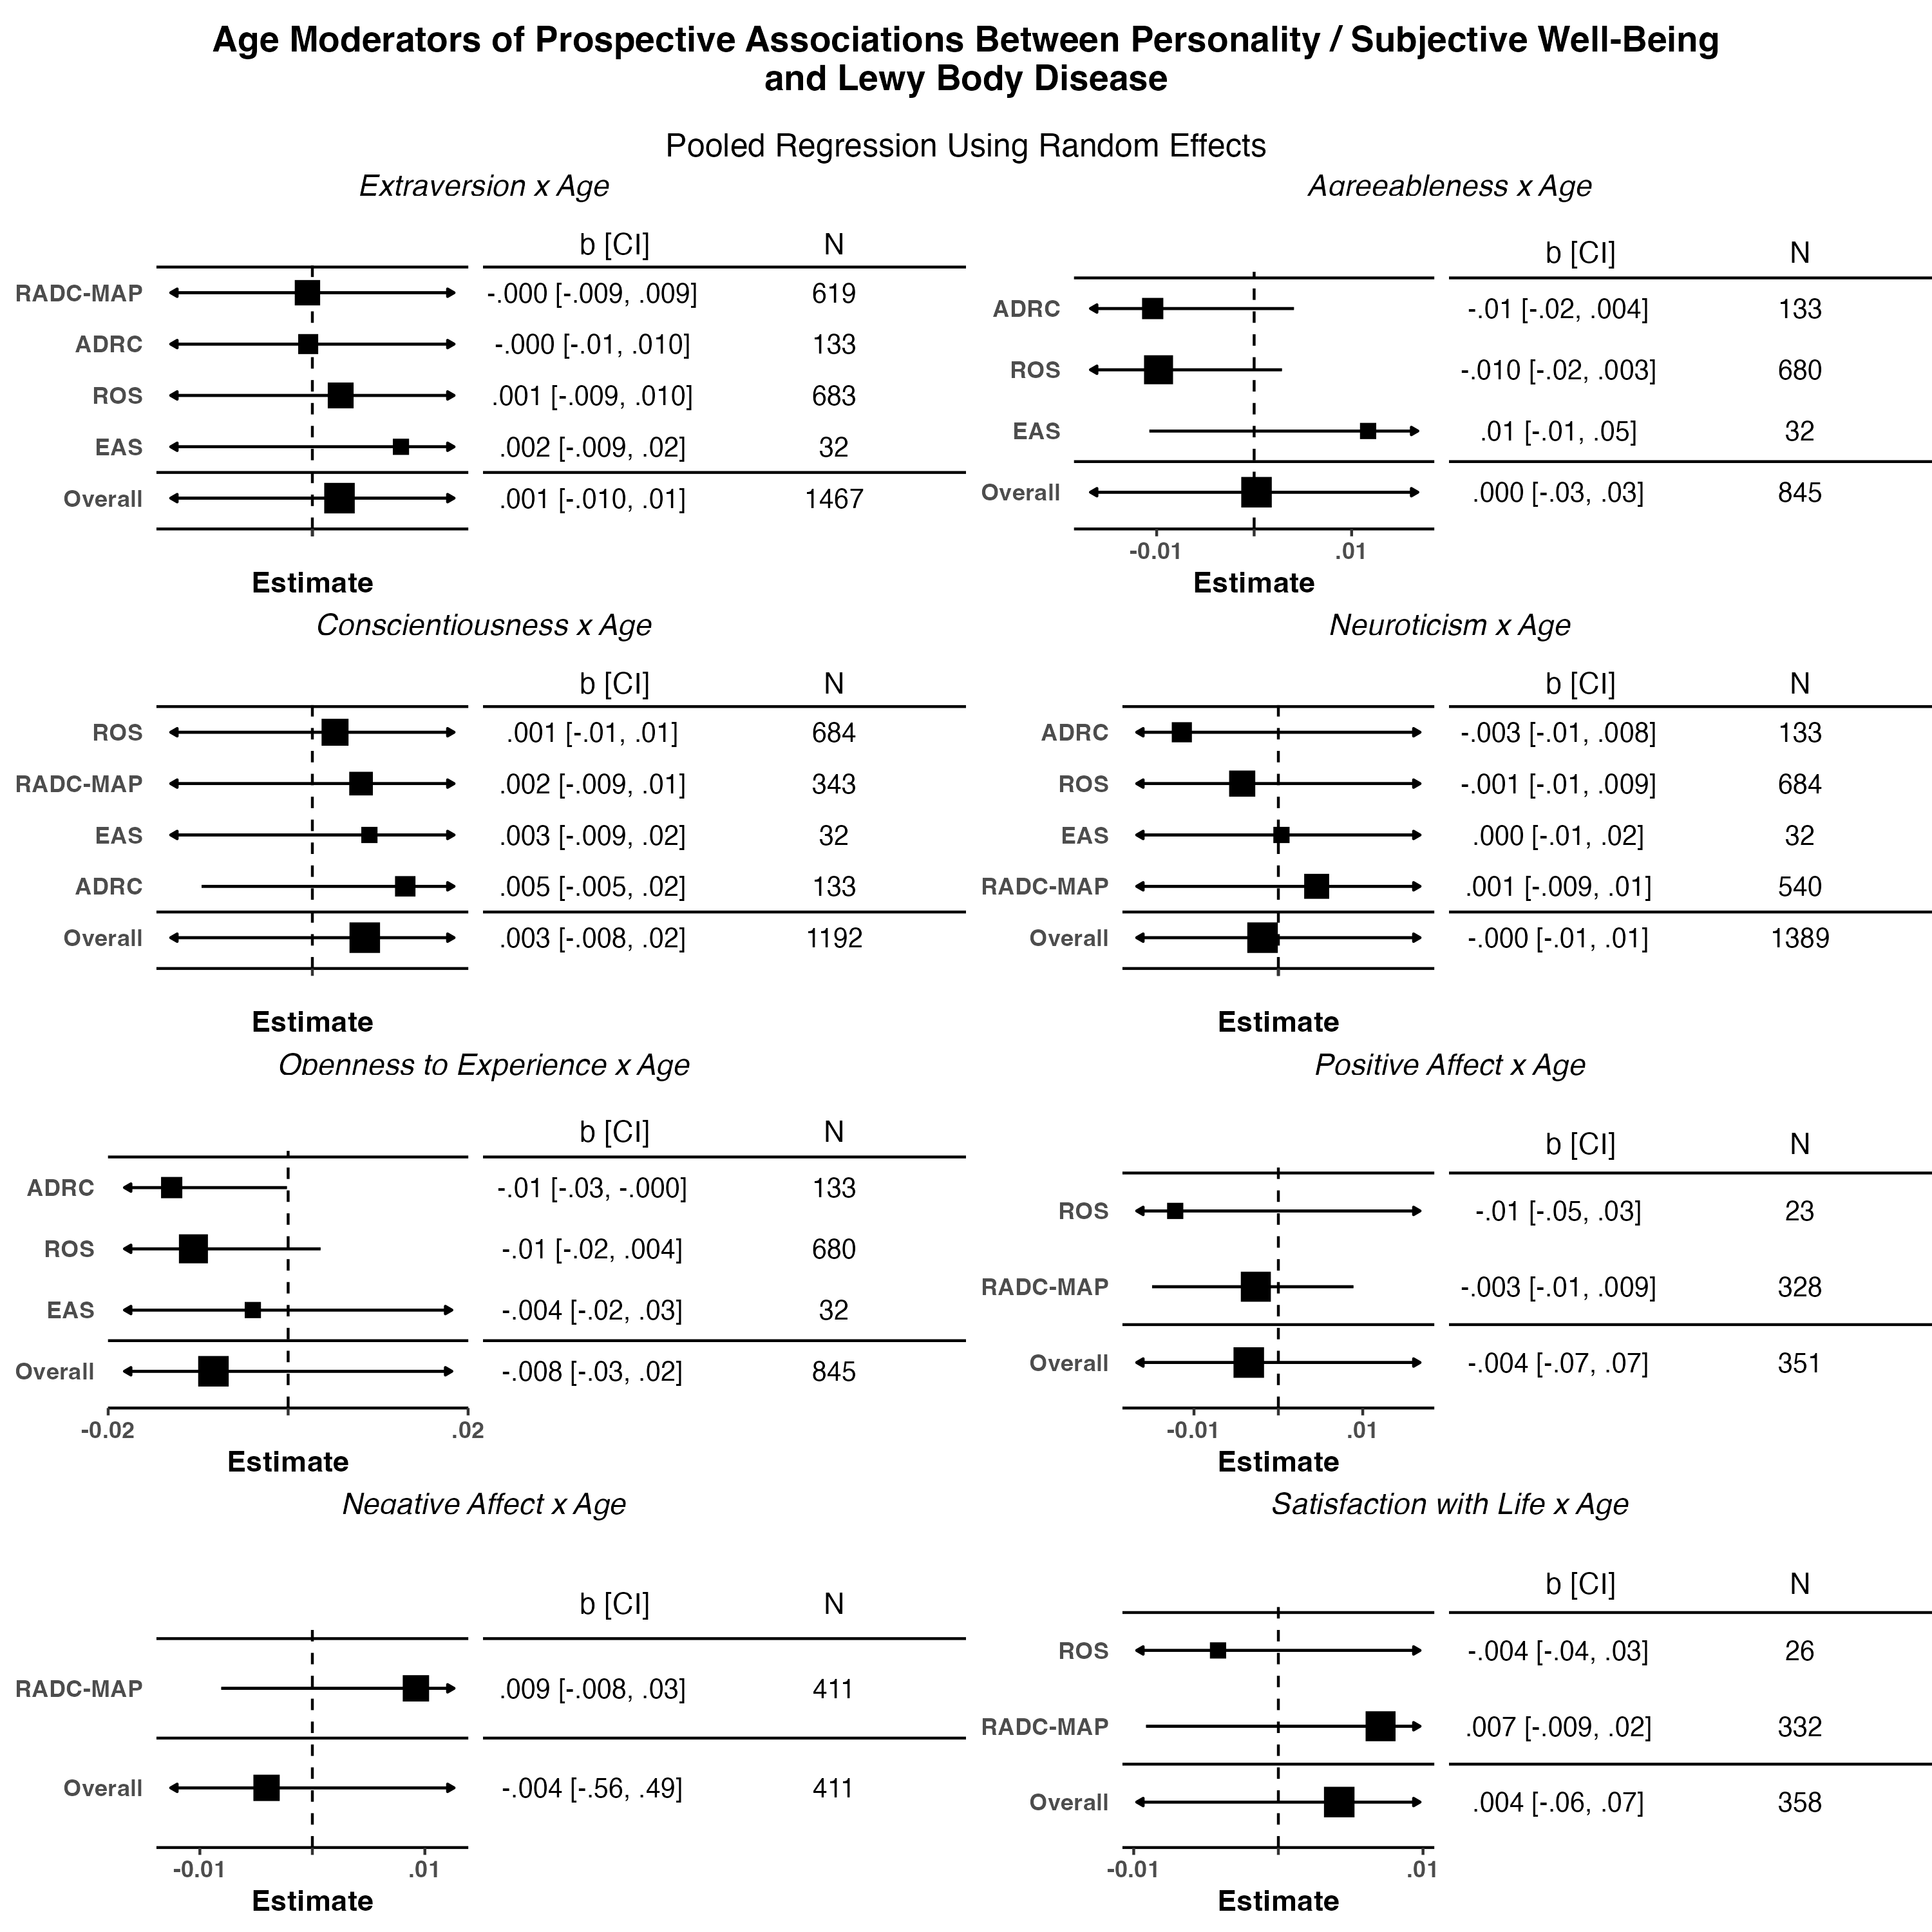 Age Moderators of Prospective Associations Between Personality / Subjective Well-Being
and Lewy Body Disease
Pooled Regression Using Random Effects
Extraversion x Age
b [CI] N
RADC-MAP -.000 [-.009, .009] 619
ADRC -.000 [-.01, .010] 133
ROS .001 [-.009, .010] 683
EAS .002 [-.009, .02] 32
Overall .001 [-.010, .01] 1467
Estimate
Agreeableness x Age
b [CI] N
ADRC -.01 [-.02, .004] 133
ROS -.010 [-.02, .003] 680
EAS .01 [-.01, .05] 32
Overall .000 [-.03, .03] 845
-0.01 .01
Estimate
Conscientiousness x Age
b [CI] N
ROS .001 [-.01, .01] 684
RADC-MAP .002 [-.009, .01] 343
EAS .003 [-.009, .02] 32
ADRC .005 [-.005, .02] 133
Overall .003 [-.008, .02] 1192
Estimate
Neuroticism x Age
b [CI] N
ADRC -.003 [-.01, .008] 133
ROS -.001 [-.01, .009] 684
EAS .000 [-.01, .02] 32
RADC-MAP .001 [-.009, .01] 540
Overall -.000 [-.01, .01] 1389
Estimate
Openness to Experience x Age
b [CI] N
ADRC -.01 [-.03, -.000] 133
ROS -.01 [-.02, .004] 680
EAS -.004 [-.02, .03] 32
Overall -.008 [-.03, .02] 845
-0.02 .02
Estimate
Positive Affect x Age
b [CI] N
ROS -.01 [-.05, .03] 23
RADC-MAP -.003 [-.01, .009] 328
Overall -.004 [-.07, .07] 351
-0.01 .01
Estimate
Negative Affect x Age
b [CI] N
RADC-MAP .009 [-.008, .03] 411
Overall -.004 [-.56, .49] 411
-0.01 .01
Estimate
Satisfaction with Life x Age
b [CI] N
ROS -.004 [-.04, .03] 26
RADC-MAP .007 [-.009, .02] 332
Overall .004 [-.06, .07] 358
-0.01 .01
Estimate